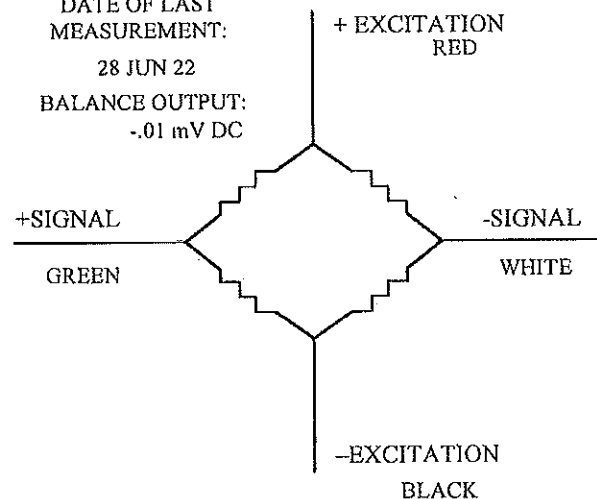 DATE OF LAST
MEASUREMENT:
28 JUN 22
BALANCE OUTPUT:
-.01 mV DC
+ EXCITATION
RED
+SIGNAL
GREEN
-SIGNAL
WHITE
–EXCITATION
BLACK